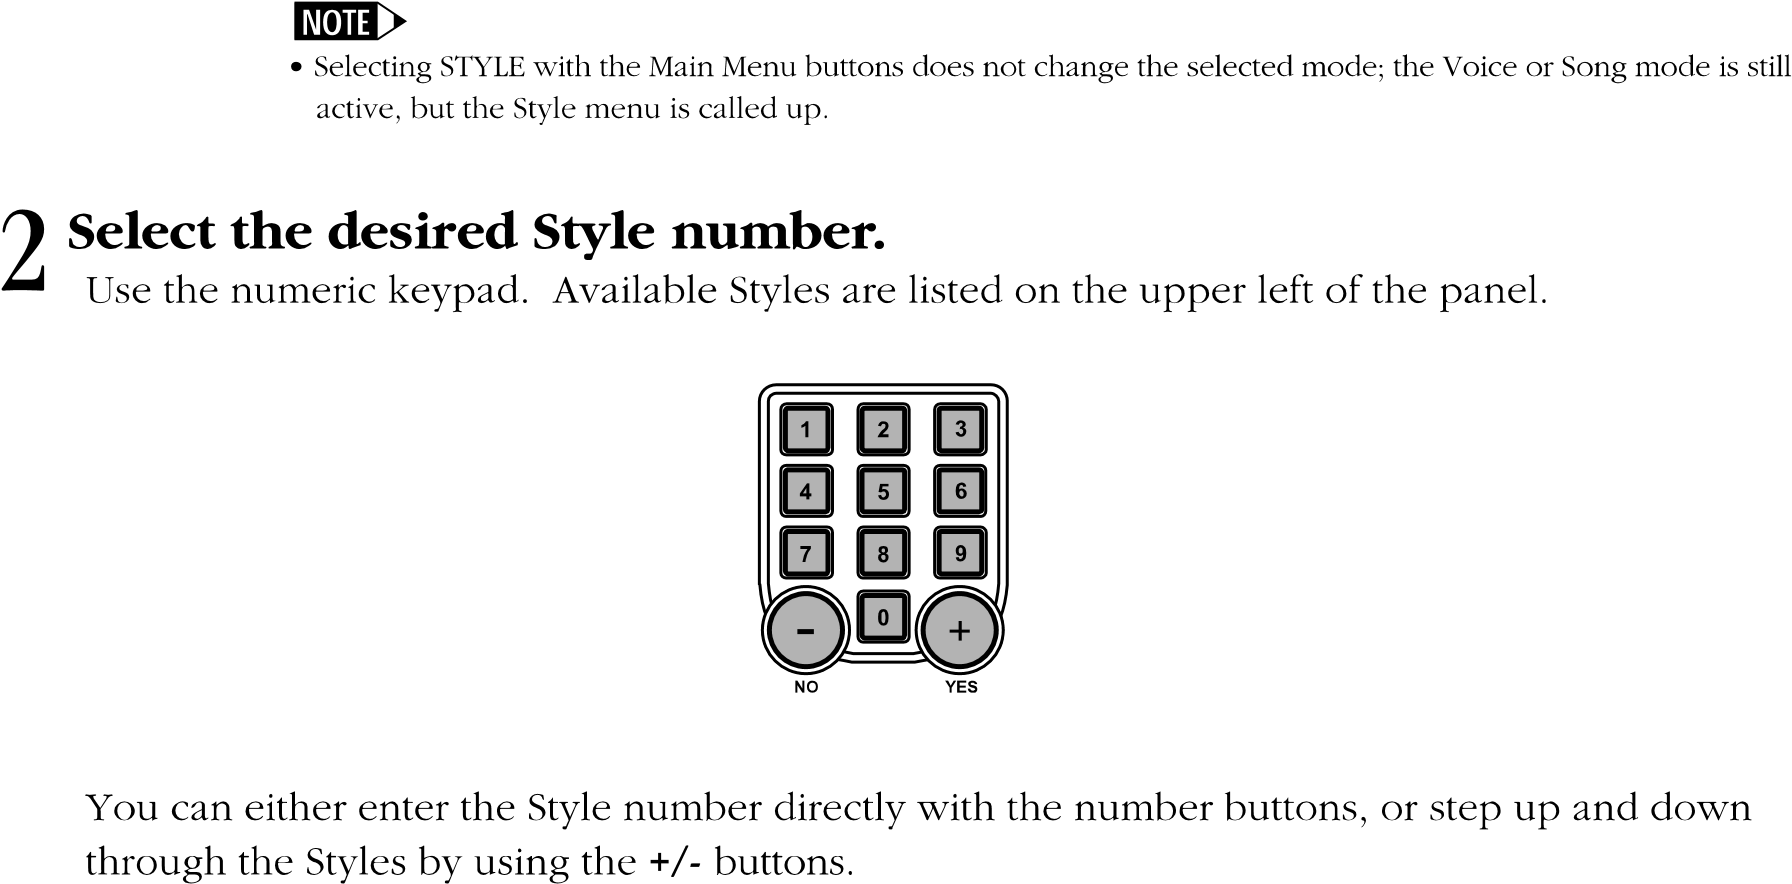 NOTE
• Selecting STYLE with the Main Menu buttons does not change the selected mode; the Voice or Song mode is still
active, but the Style menu is called up.
2 Select the desired Style number.
Use the numeric keypad.  Available Styles are listed on the upper left of the panel.
1 2 3
4 5 6
7 8 9
- 0 +
NO YES
You can either enter the Style number directly with the number buttons, or step up and down
through the Styles by using the +/- buttons.